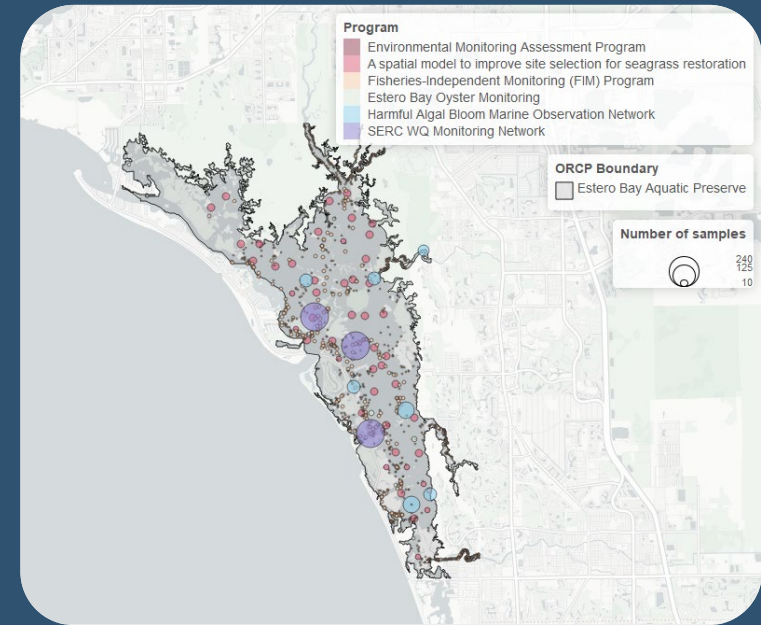 Program
Environmental Monitoring Assessment Program
A spatial model to improve site selection for seagrass restoration
Fisheries-Independent Monitoring (FIM) Program
Estero Bay Oyster Monitoring
Harmful Algal Bloom Marine Observation Network
SERC WQ Monitoring Network
ORCP Boundary
Estero Bay Aquatic Preserve
Number of samples
240
125
10